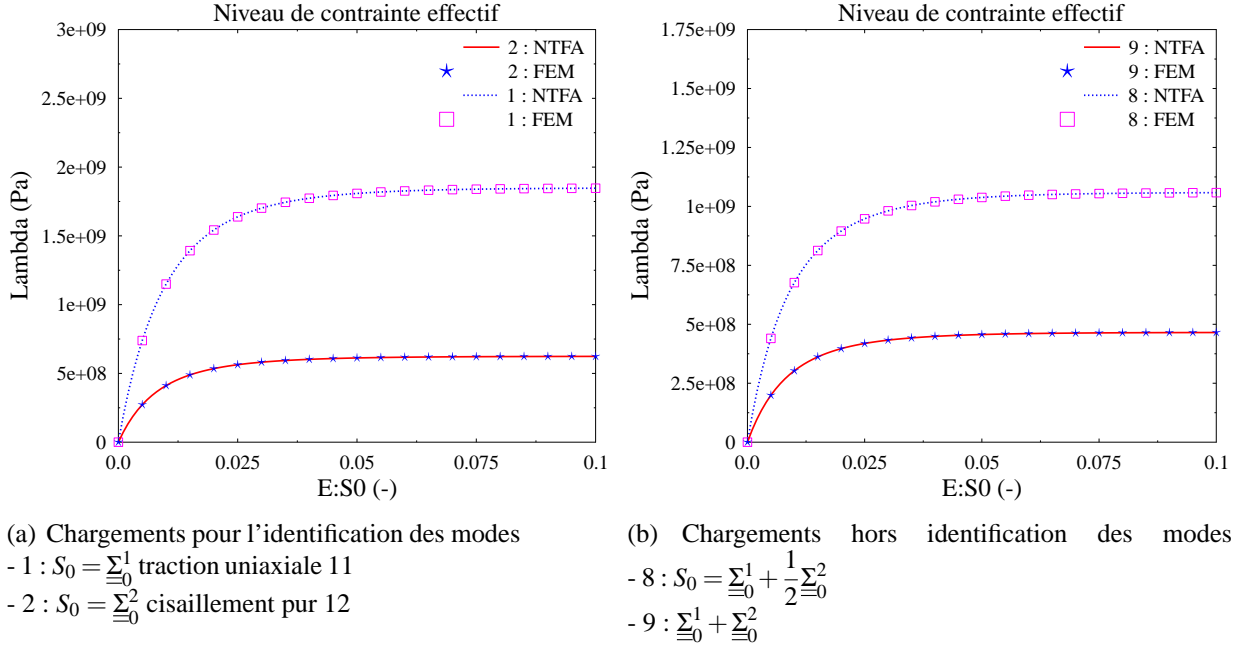 Niveau de contrainte effectif
3e+09
2.5e+09
2e+09
1.5e+09
1e+09
5e+08
0
Lambda (Pa)
2 : NTFA
2 : FEM
1 : NTFA
1 : FEM
0.0 0.025 0.05 0.075 0.1
E:S0 (-)
Niveau de contrainte effectif
1.75e+09
1.5e+09
1.25e+09
1e+09
7.5e+08
5e+08
2.5e+08
0
Lambda (Pa)
9 : NTFA
9 : FEM
8 : NTFA
8 : FEM
0.0 0.025 0.05 0.075 0.1
E:S0 (-)
(a) Chargements pour l'identification des modes
- 1 : S₀ = Σ₀¹ traction uniaxiale 11
- 2 : S₀ = Σ₀² cisaillement pur 12
(b) Chargements hors identification des modes
- 8 : S₀ = Σ₀¹ + 1/2 Σ₀²
- 9 : Σ₀¹ + Σ₀²